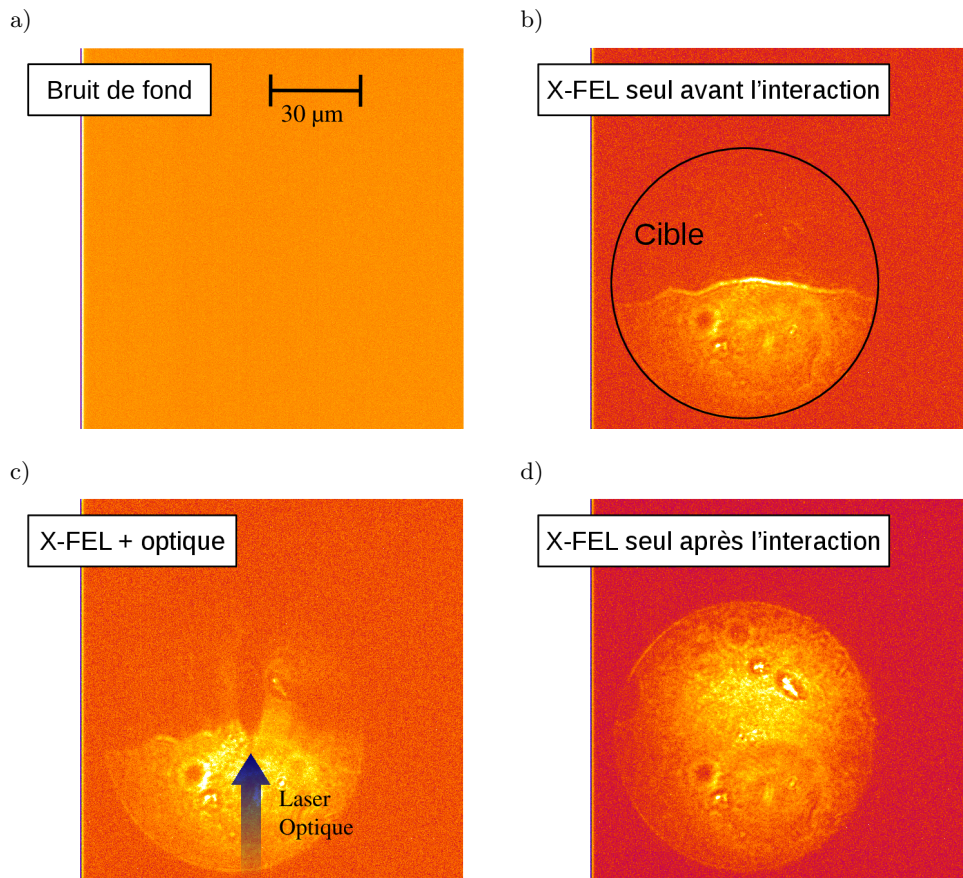 a)
Bruit de fond
30 µm
b)
X-FEL seul avant l'interaction
Cible
c)
X-FEL + optique
Laser
Optique
d)
X-FEL seul après l'interaction